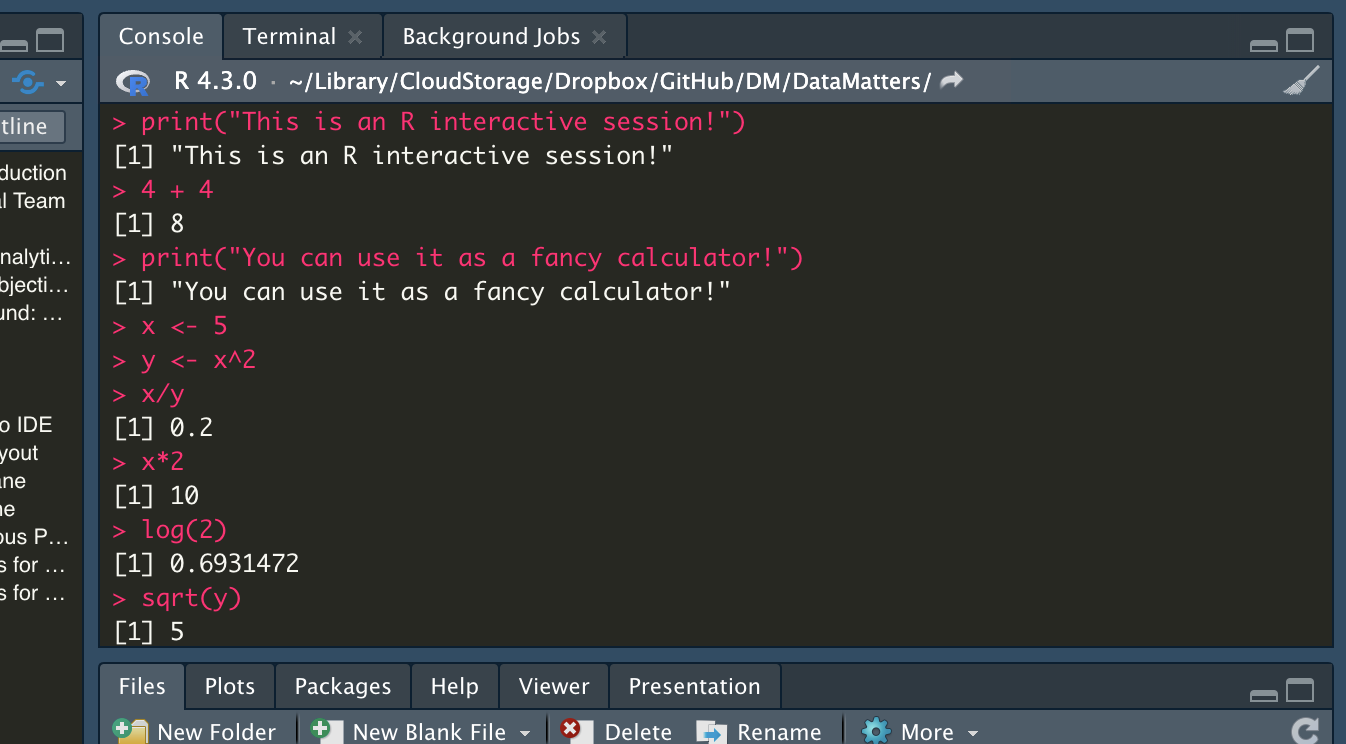 Console Terminal × Background Jobs ×
R 4.3.0 · ~/Library/CloudStorage/Dropbox/GitHub/DM/DataMatters/
tline
> print("This is an R interactive session!")
[1] "This is an R interactive session!"
duction
> 4 + 4
l Team
[1] 8
> print("You can use it as a fancy calculator!")
nalyti...
[1] "You can use it as a fancy calculator!"
bjecti...
und: ...
> x <- 5
> y <- x^2
> x/y
o IDE
[1] 0.2
yout
> x*2
ane
[1] 10
ne
> log(2)
ous P...
[1] 0.6931472
s for ...
> sqrt(y)
s for ...
[1] 5
Files Plots Packages Help Viewer Presentation
New Folder New Blank File Delete Rename More